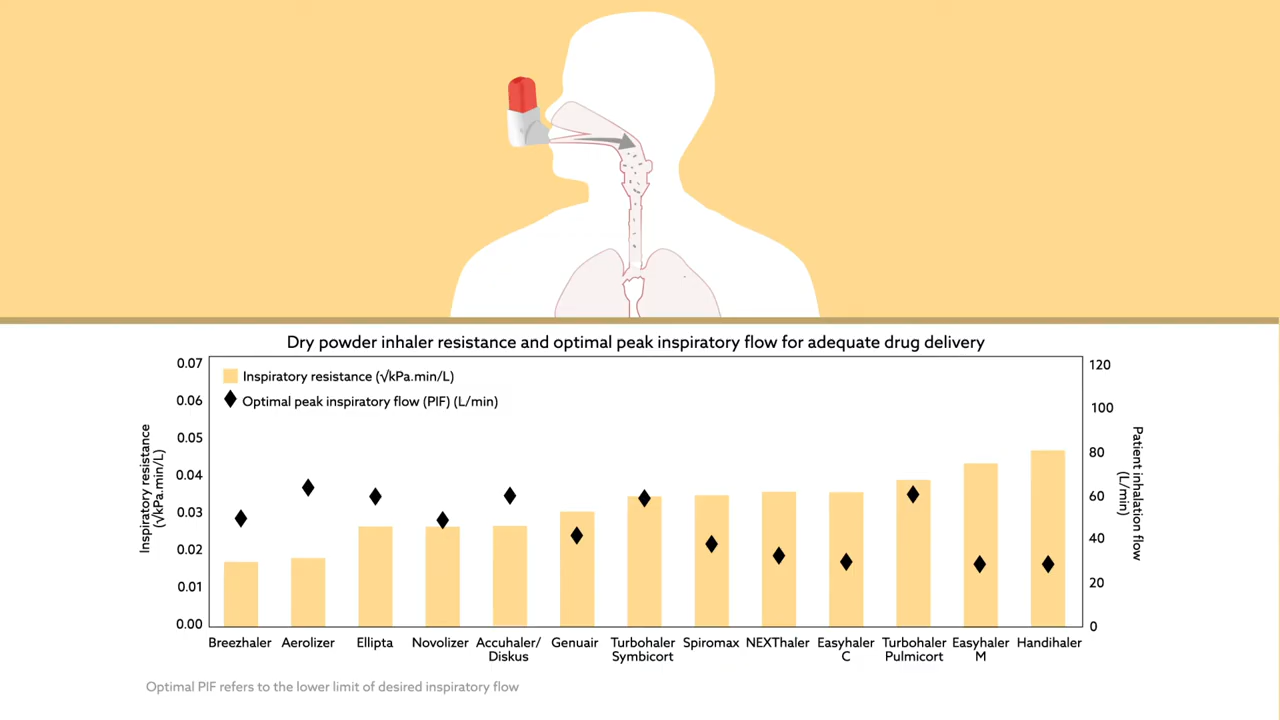 Dry powder inhaler resistance and optimal peak inspiratory flow for adequate drug delivery
Inspiratory resistance (√kPa.min/L)
Optimal peak inspiratory flow (PIF) (L/min)
Inspiratory resistance
(√kPa.min/L)
0.07
0.06
0.05
0.04
0.03
0.02
0.01
0.00
120
100
80
60
40
20
0
Patient inhalation flow
(L/min)
Breezhaler
Aerolizer
Ellipta
Novolizer
Accuhaler/
Diskus
Genuair
Turbohaler
Symbicort
Spiromax
NEXThaler
Easyhaler
C
Turbohaler
Pulmicort
Easyhaler
M
Handihaler
Optimal PIF refers to the lower limit of desired inspiratory flow